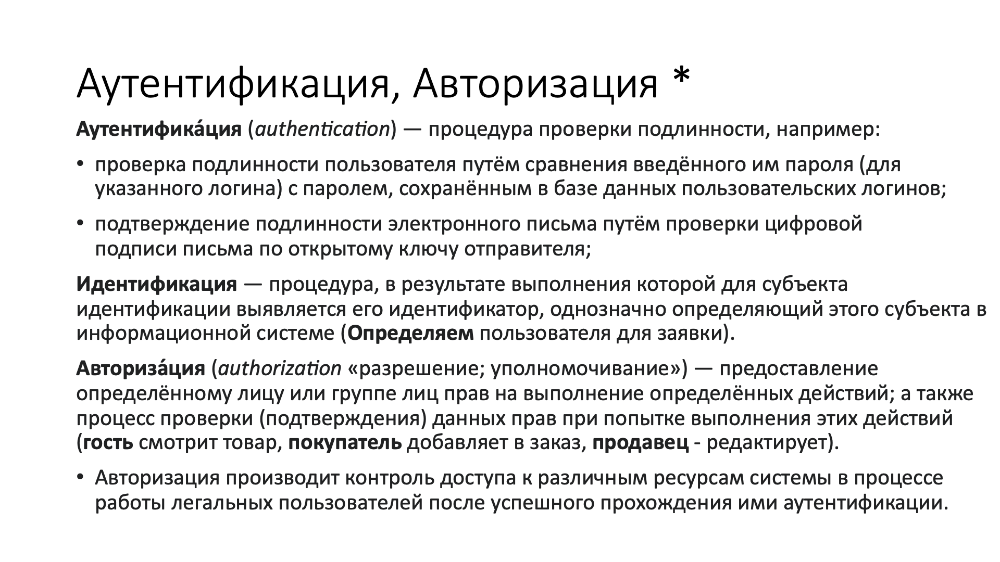 Аутентификация, Авторизация *
Аутентифика́ция (authentication) — процедура проверки подлинности, например:
• проверка подлинности пользователя путём сравнения введённого им пароля (для
указанного логина) с паролем, сохранённым в базе данных пользовательских логинов;
• подтверждение подлинности электронного письма путём проверки цифровой
подписи письма по открытому ключу отправителя;
Идентификация — процедура, в результате выполнения которой для субъекта
идентификации выявляется его идентификатор, однозначно определяющий этого субъекта в
информационной системе (Определяем пользователя для заявки).
Авториза́ция (authorization «разрешение; уполномочивание») — предоставление
определённому лицу или группе лиц прав на выполнение определённых действий; а также
процесс проверки (подтверждения) данных прав при попытке выполнения этих действий
(гость смотрит товар, покупатель добавляет в заказ, продавец - редактирует).
• Авторизация производит контроль доступа к различным ресурсам системы в процессе
работы легальных пользователей после успешного прохождения ими аутентификации.